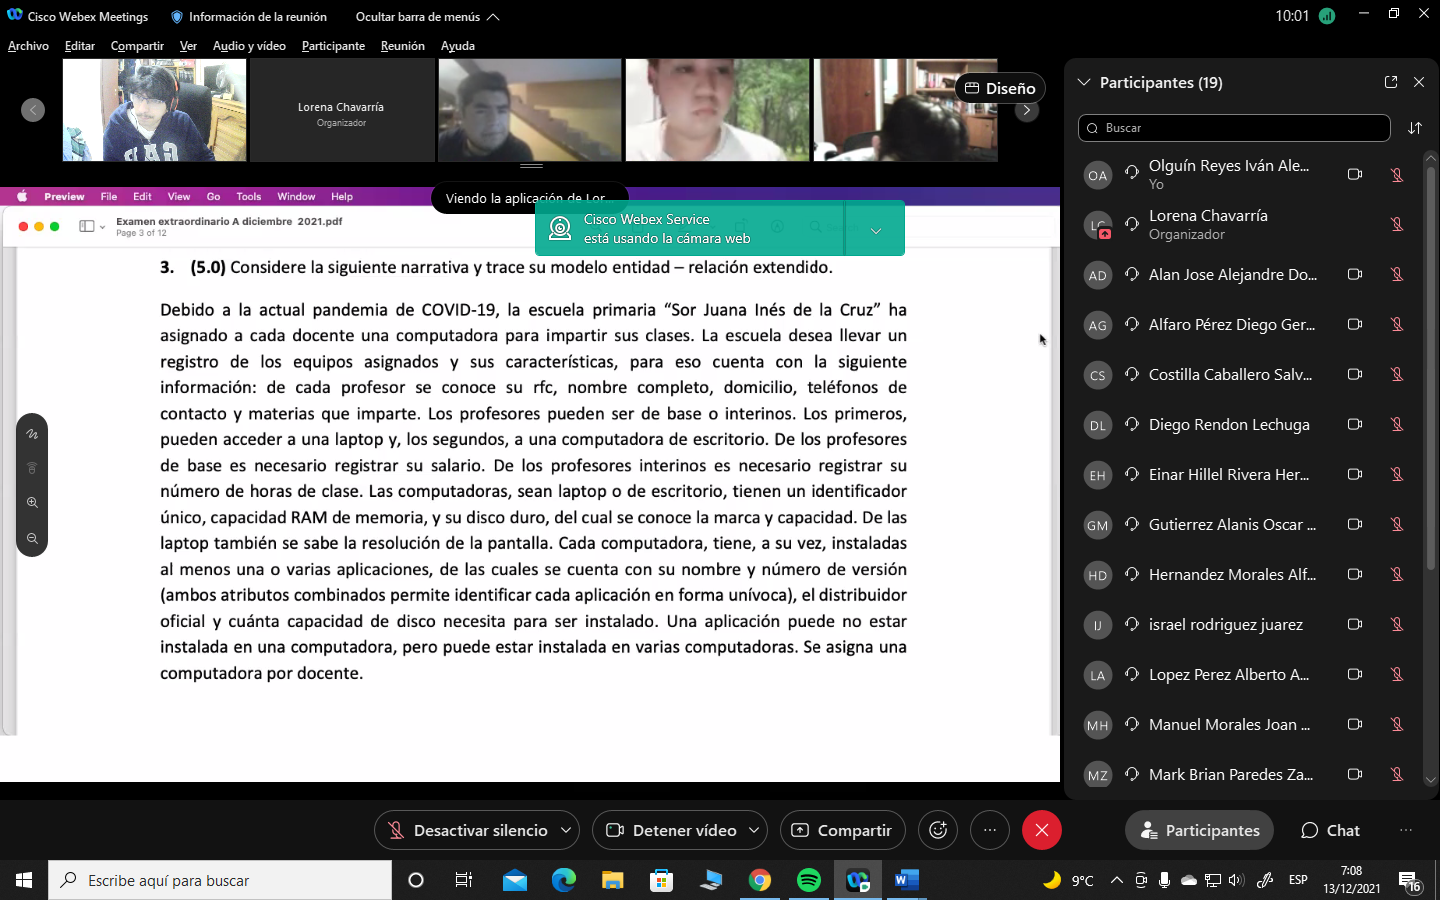 Cisco Webex Meetings
Información de la reunión
Ocultar barra de menús
10:01
Archivo Editar Compartir Ver Audio y vídeo Participante Reunión Ayuda
Lorena Chavarría
Organizador
Diseño
Preview File Edit View Go Tools Window Help
Viendo la aplicación de Lor...
Examen extraordinario A diciembre 2021.pdf
Page 3 of 12
Cisco Webex Service
está usando la cámara web
3. (5.0) Considere la siguiente narrativa y trace su modelo entidad – relación extendido.
Debido a la actual pandemia de COVID-19, la escuela primaria “Sor Juana Inés de la Cruz” ha
asignado a cada docente una computadora para impartir sus clases. La escuela desea llevar un
registro de los equipos asignados y sus características, para eso cuenta con la siguiente
información: de cada profesor se conoce su rfc, nombre completo, domicilio, teléfonos de
contacto y materias que imparte. Los profesores pueden ser de base o interinos. Los primeros,
pueden acceder a una laptop y, los segundos, a una computadora de escritorio. De los profesores
de base es necesario registrar su salario. De los profesores interinos es necesario registrar su
número de horas de clase. Las computadoras, sean laptop o de escritorio, tienen un identificador
único, capacidad RAM de memoria, y su disco duro, del cual se conoce la marca y capacidad. De las
laptop también se sabe la resolución de la pantalla. Cada computadora, tiene, a su vez, instaladas
al menos una o varias aplicaciones, de las cuales se cuenta con su nombre y número de versión
(ambos atributos combinados permite identificar cada aplicación en forma unívoca), el distribuidor
oficial y cuánta capacidad de disco necesita para ser instalado. Una aplicación puede no estar
instalada en una computadora, pero puede estar instalada en varias computadoras. Se asigna una
computadora por docente.
Participantes (19)
Buscar
OA Olguín Reyes Iván Ale...
Yo
LC Lorena Chavarría
Organizador
AD Alan Jose Alejandre Do...
AG Alfaro Pérez Diego Ger...
CS Costilla Caballero Salv...
DL Diego Rendon Lechuga
EH Einar Hillel Rivera Her...
GM Gutierrez Alanis Oscar ...
HD Hernandez Morales Alf...
IJ israel rodriguez juarez
LA Lopez Perez Alberto A...
MH Manuel Morales Joan ...
MZ Mark Brian Paredes Za...
Desactivar silencio
Detener vídeo
Compartir
Participantes
Chat
Escribe aquí para buscar
9°C
ESP
7:08
13/12/2021
16